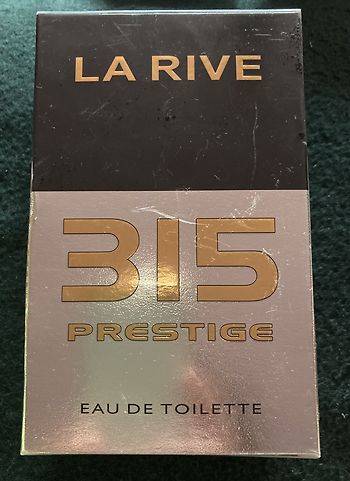 LA RIVE
315
PRESTIGE
EAU DE TOILETTE